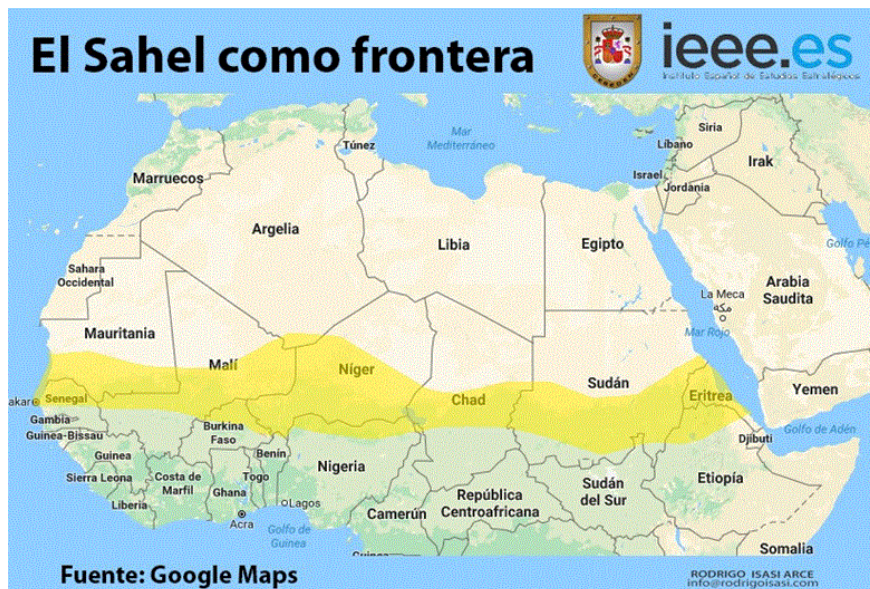 El Sahel como frontera
ieee.es
Instituto Español de Estudios Estratégicos
Mar
Mediterráneo
Túnez
Siria
Líbano
Irak
Israel
Jordania
Marruecos
Argelia
Libia
Egipto
Golfo Pé
Sahara
Occidental
Arabia
Saudita
La Meca
مكة
Mar Rojo
Mauritania
Malí
Níger
Chad
Sudán
Eritrea
Yemen
akar
Senegal
Gambia
Guinea-Bissau
Burkina
Faso
Djibuti
Golfo de Adén
Guinea
Benín
Nigeria
Sierra Leona
Costa de
Marfil
Ghana
Togo
Etiopía
Sudán
del Sur
República
Centroafricana
Liberia
Lagos
Camerún
Accra
Golfo de
Guinea
Somalia
Fuente: Google Maps
RODRIGO ISASI ARCE
info@rodrigoisasi.com